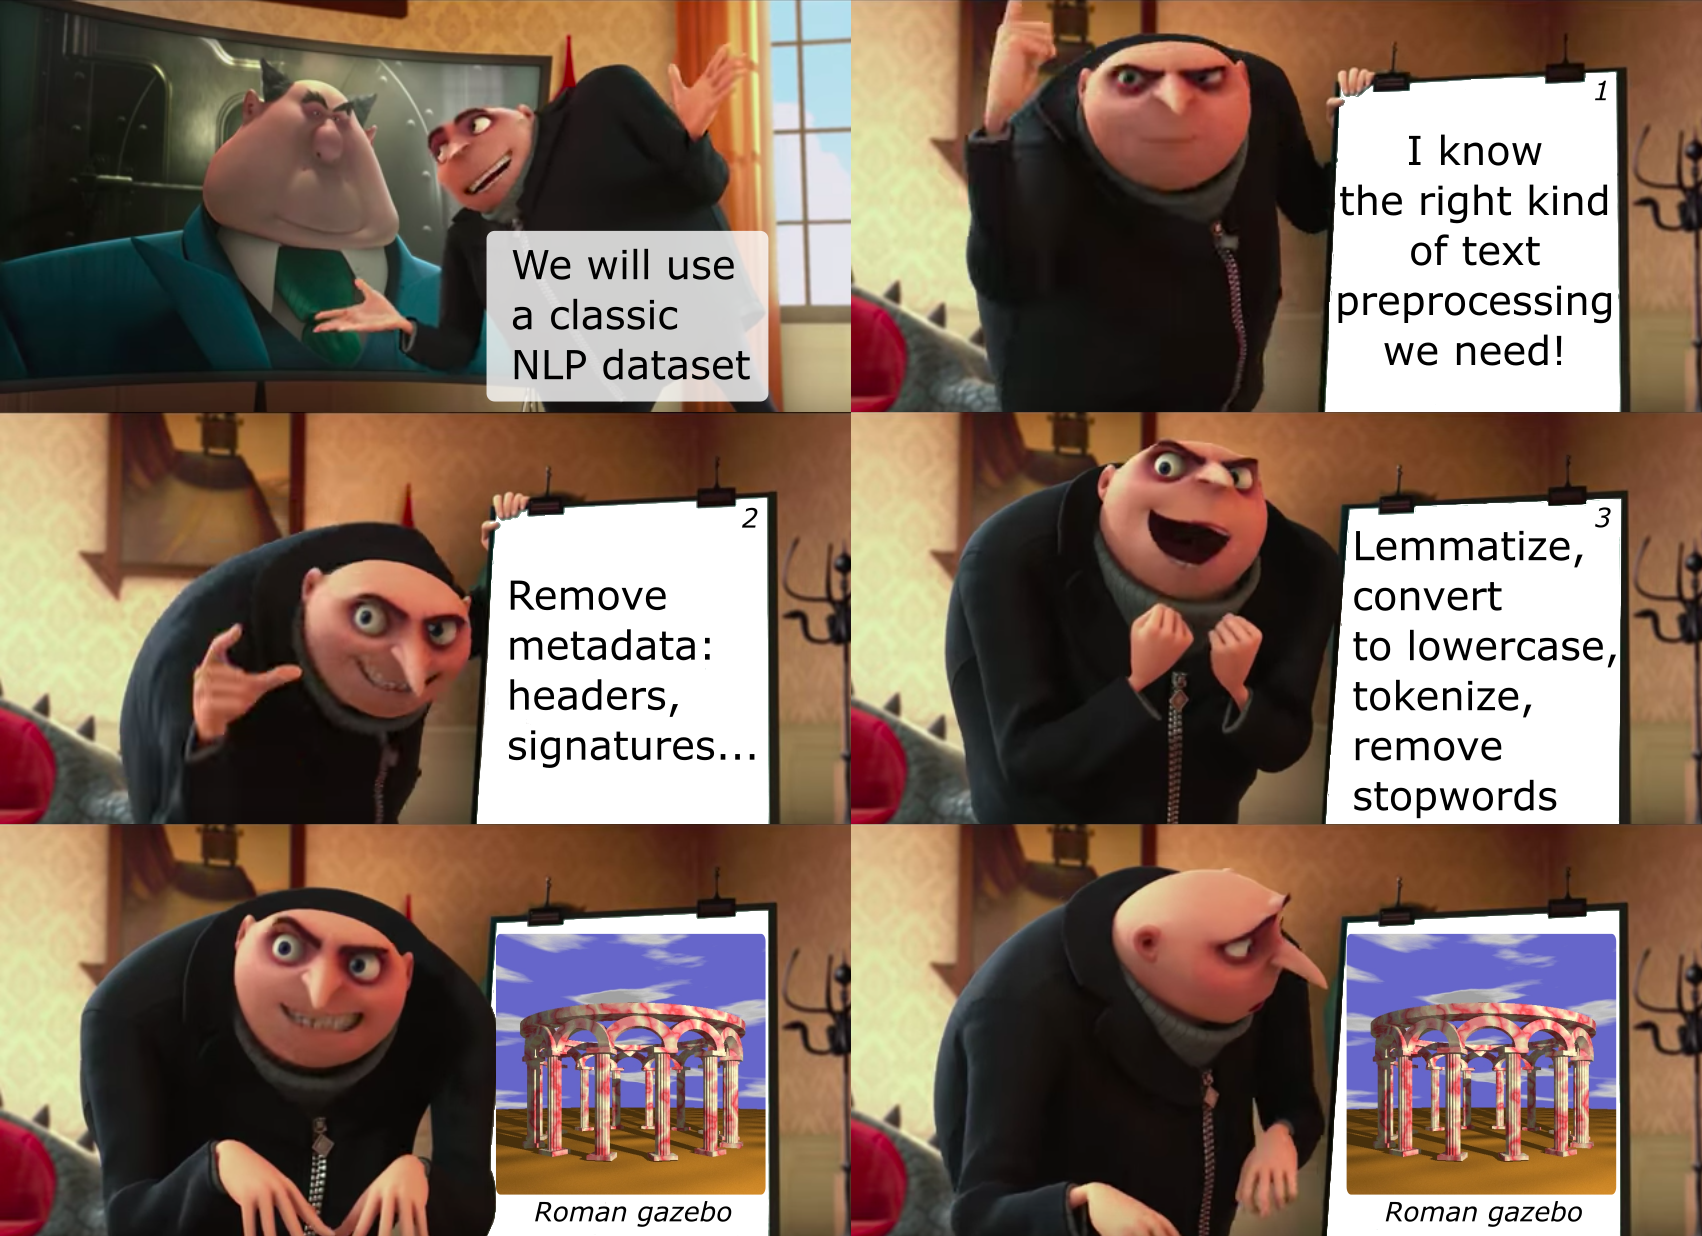 We will use
a classic
NLP dataset
1
I know
the right kind
of text
preprocessing
we need!
2
Remove
metadata:
headers,
signatures...
3
Lemmatize,
convert
to lowercase,
tokenize,
remove
stopwords
Roman gazebo
Roman gazebo